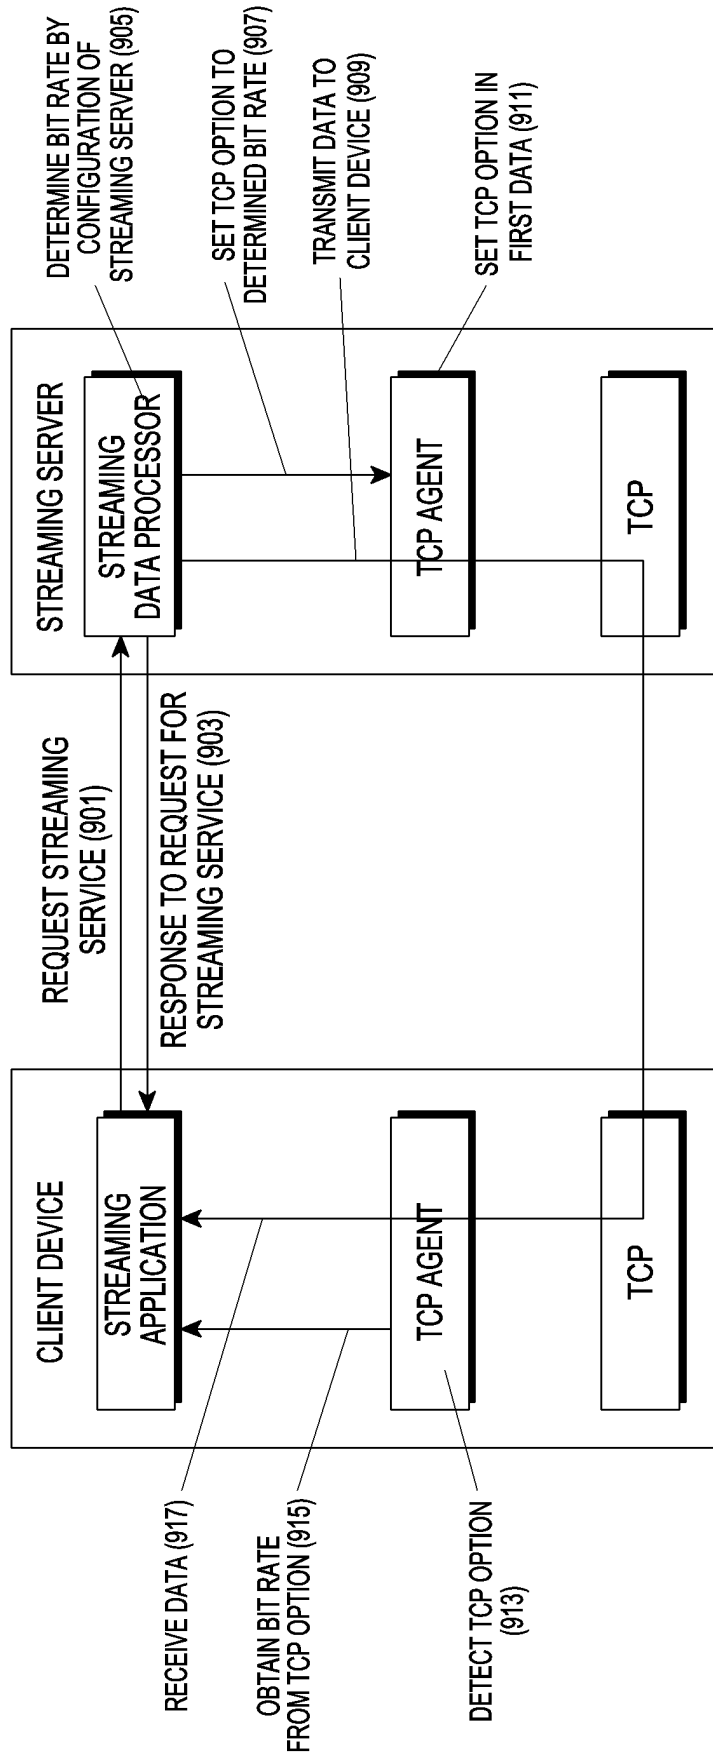 CLIENT DEVICE
STREAMING
APPLICATION
TCP AGENT
TCP
RECEIVE DATA (917)
OBTAIN BIT RATE
FROM TCP OPTION (915)
DETECT TCP OPTION
(913)
REQUEST STREAMING
SERVICE (901)
RESPONSE TO REQUEST FOR
STREAMING SERVICE (903)
STREAMING SERVER
STREAMING
DATA PROCESSOR
TCP AGENT
TCP
DETERMINE BIT RATE BY
CONFIGURATION OF
STREAMING SERVER (905)
SET TCP OPTION TO
DETERMINED BIT RATE (907)
TRANSMIT DATA TO
CLIENT DEVICE (909)
SET TCP OPTION IN
FIRST DATA (911)